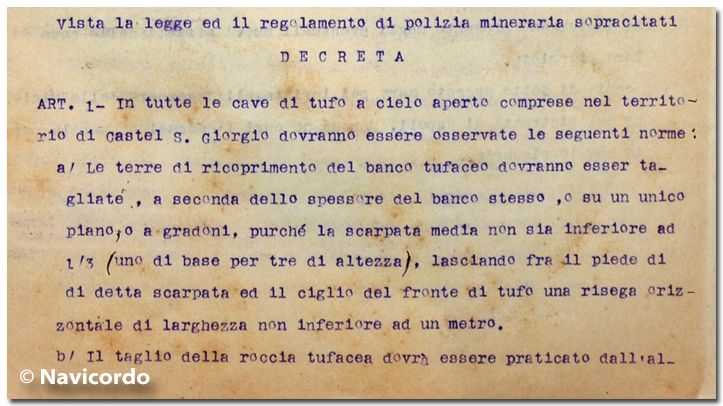 vista la legge ed il regolamento di polizia mineraria sopracitati
D E C R E T A
ART. 1- In tutte le cave di tufo a cielo aperto comprese nel territo-
rio di Castel S. Giorgio dovranno essere osservate le seguenti norme:
a/ Le terre di ricoprimento del banco tufaceo dovranno esser ta-
gliate , a seconda dello spessore del banco stesso ,o su un unico
piano,o a gradoni, purché la scarpata media non sia inferiore ad
1/3 (uno di base per tre di altezza), lasciando fra il piede di
di detta scarpata ed il ciglio del fronte di tufo una risega oriz-
zontale di larghezza non inferiore ad un metro.
b/ Il taglio della roccia tufacea dovrà essere praticato dall'al-
© Navicordo